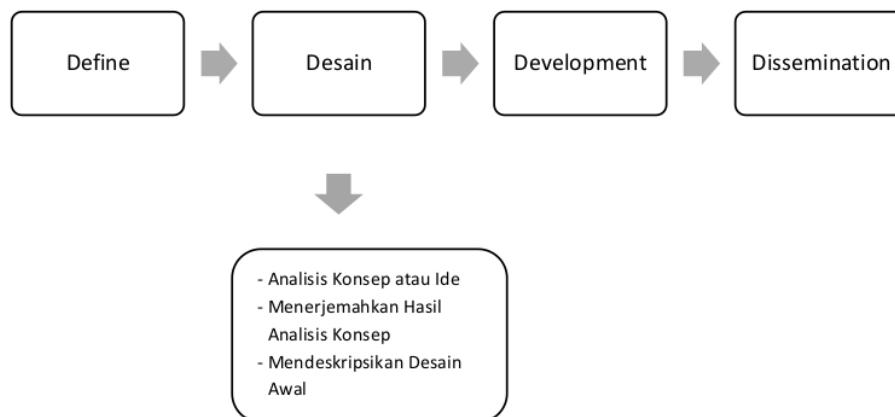 Define
Desain
Development
Dissemination
- Analisis Konsep atau Ide
- Menerjemahkan Hasil
Analisis Konsep
- Mendeskripsikan Desain
Awal